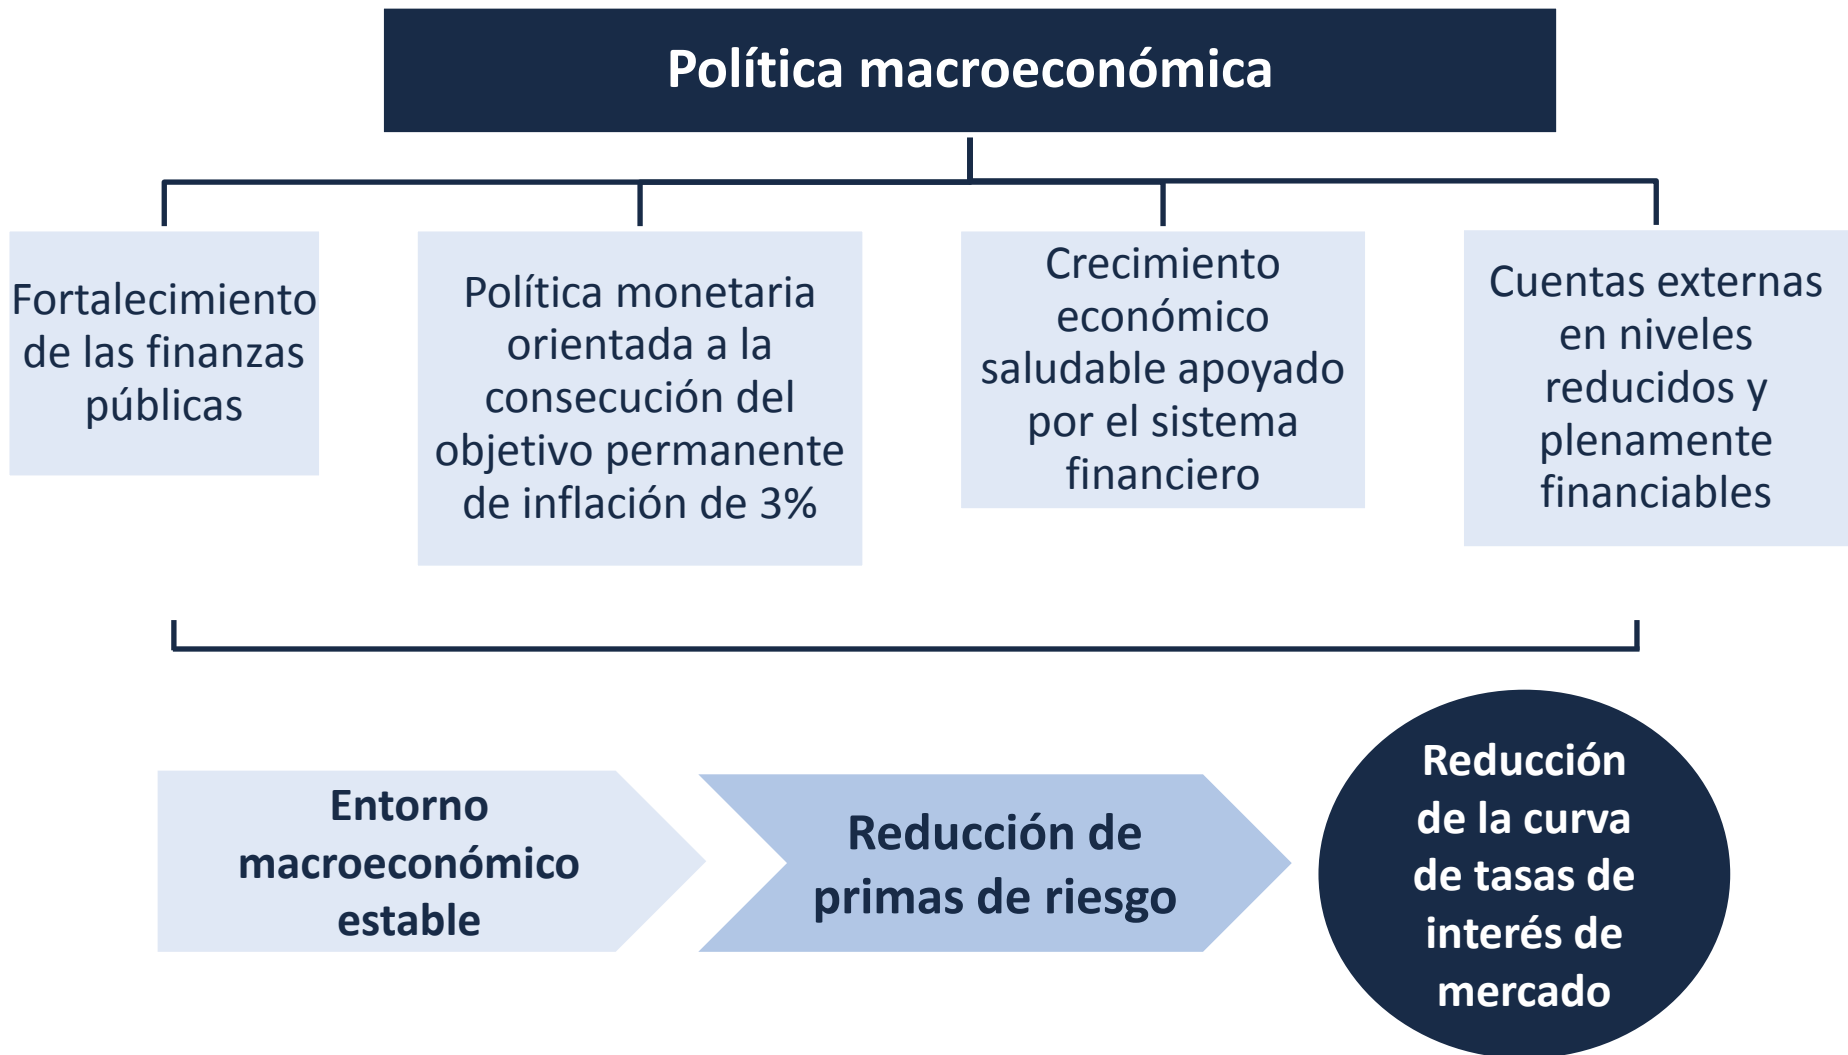 Política macroeconómica
Fortalecimiento
de las finanzas
públicas
Política monetaria
orientada a la
consecución del
objetivo permanente
de inflación de 3%
Crecimiento
económico
saludable apoyado
por el sistema
financiero
Cuentas externas
en niveles
reducidos y
plenamente
financiables
Entorno
macroeconómico
estable
Reducción de
primas de riesgo
Reducción
de la curva
de tasas de
interés de
mercado